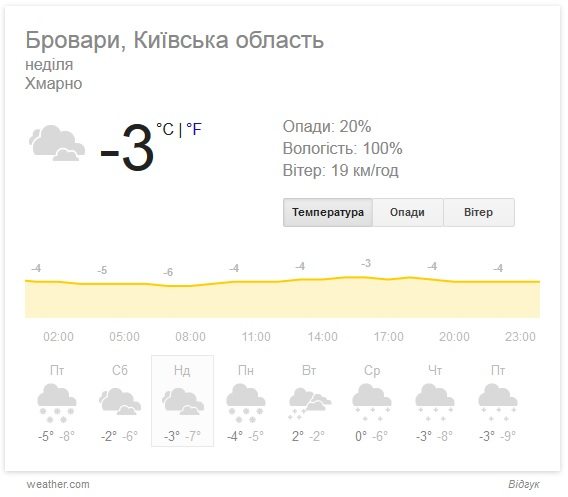 Бровари, Київська область
неділя
Хмарно
-3 °C | °F
Опади: 20%
Вологість: 100%
Вітер: 19 км/год
Температура Опади Вітер
-4 -5 -6 -4 -4 -3 -4 -4
02:00 05:00 08:00 11:00 14:00 17:00 20:00 23:00
Пт Сб Нд Пн Вт Ср Чт Пт
-5° -8° -2° -6° -3° -7° -4° -5° 2° -2° 0° -6° -3° -8° -3° -9°
weather.com Відгук